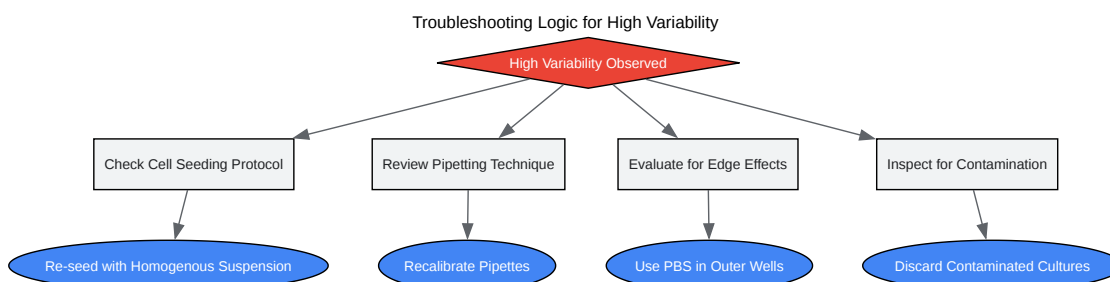 Troubleshooting Logic for High Variability
High Variability Observed
Check Cell Seeding Protocol
Review Pipetting Technique
Evaluate for Edge Effects
Inspect for Contamination
Re-seed with Homogenous Suspension
Recalibrate Pipettes
Use PBS in Outer Wells
Discard Contaminated Cultures